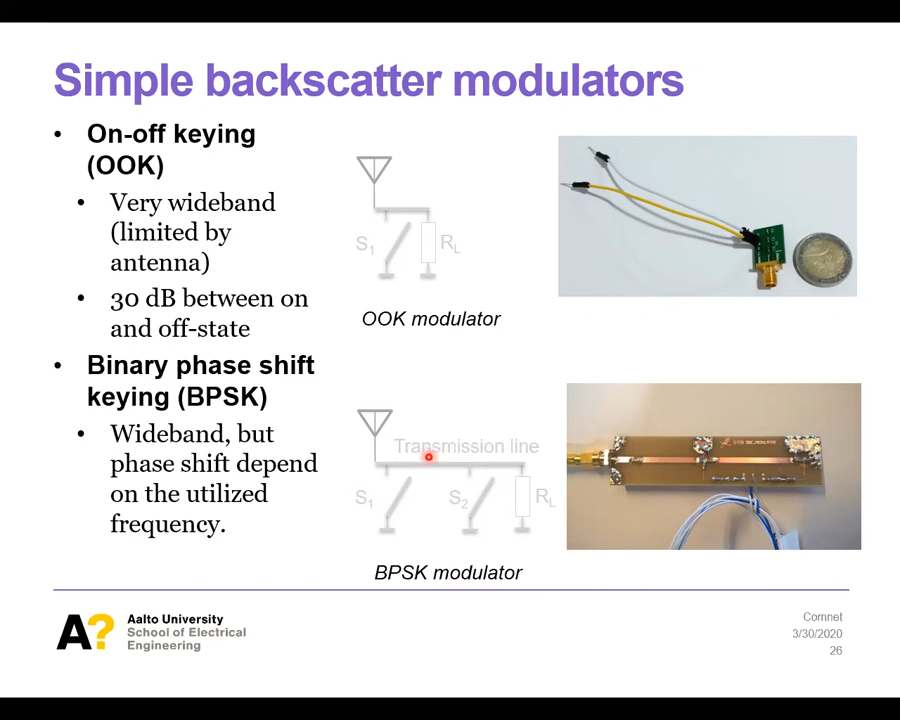 Simple backscatter modulators
• On-off keying
(OOK)
• Very wideband
(limited by
antenna)
• 30 dB between on
and off-state
• Binary phase shift
keying (BPSK)
• Wideband, but
phase shift depend
on the utilized
frequency.
S1
RL
OOK modulator
Transmission line
S1
S2
RL
BPSK modulator
A?
Aalto University
School of Electrical
Engineering
Comnet
3/30/2020
26